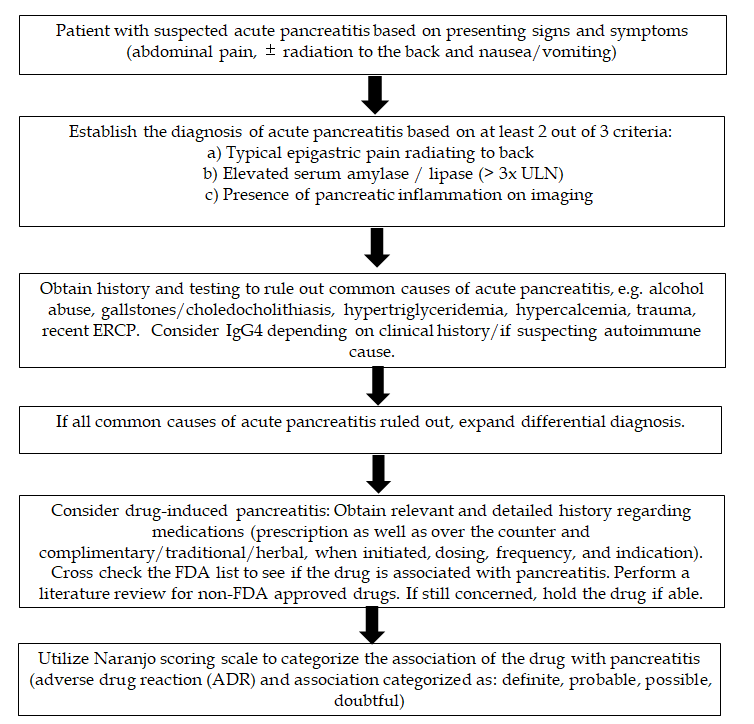 Patient with suspected acute pancreatitis based on presenting signs and symptoms
(abdominal pain, ± radiation to the back and nausea/vomiting)
Establish the diagnosis of acute pancreatitis based on at least 2 out of 3 criteria:
a) Typical epigastric pain radiating to back
b) Elevated serum amylase / lipase (> 3x ULN)
c) Presence of pancreatic inflammation on imaging
Obtain history and testing to rule out common causes of acute pancreatitis, e.g. alcohol
abuse, gallstones/choledocholithiasis, hypertriglyceridemia, hypercalcemia, trauma,
recent ERCP. Consider IgG4 depending on clinical history/if suspecting autoimmune
cause.
If all common causes of acute pancreatitis ruled out, expand differential diagnosis.
Consider drug-induced pancreatitis: Obtain relevant and detailed history regarding
medications (prescription as well as over the counter and
complimentary/traditional/herbal, when initiated, dosing, frequency, and indication).
Cross check the FDA list to see if the drug is associated with pancreatitis. Perform a
literature review for non-FDA approved drugs. If still concerned, hold the drug if able.
Utilize Naranjo scoring scale to categorize the association of the drug with pancreatitis
(adverse drug reaction (ADR) and association categorized as: definite, probable, possible,
doubtful)